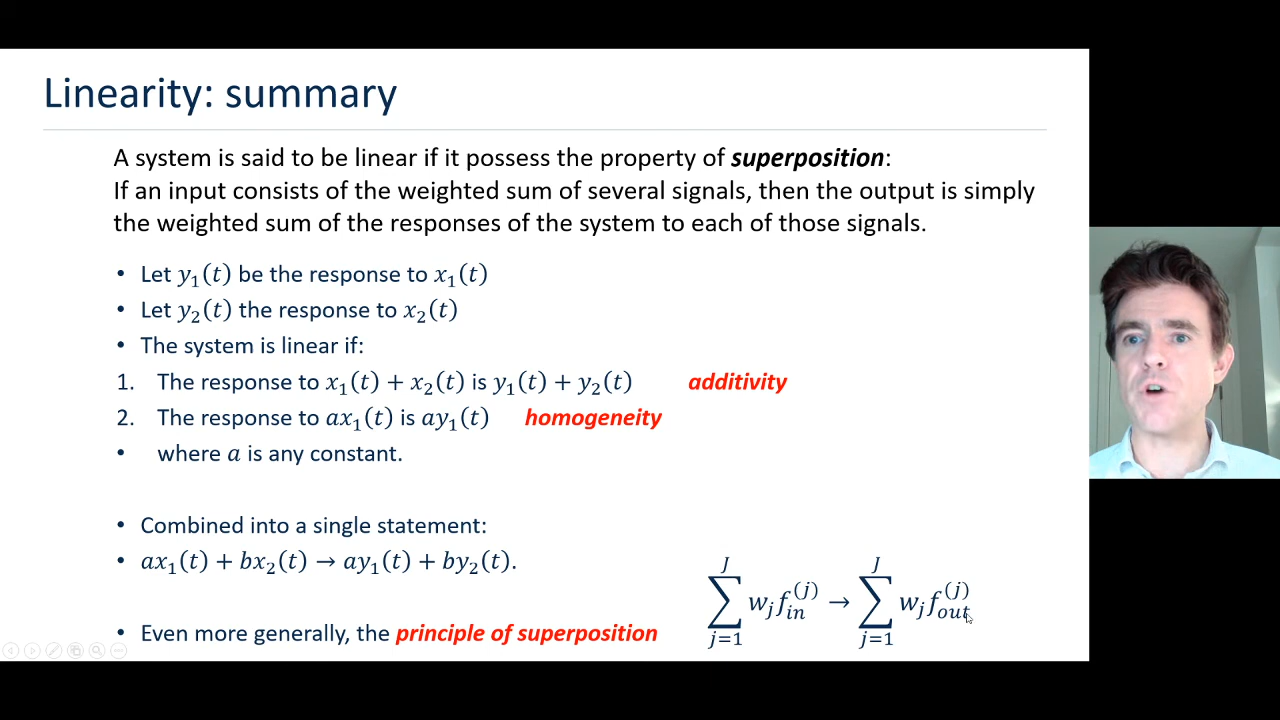 Linearity: summary
A system is said to be linear if it possess the property of superposition:
If an input consists of the weighted sum of several signals, then the output is simply
the weighted sum of the responses of the system to each of those signals.
• Let y₁(t) be the response to x₁(t)
• Let y₂(t) the response to x₂(t)
• The system is linear if:
1. The response to x₁(t) + x₂(t) is y₁(t) + y₂(t) additivity
2. The response to ax₁(t) is ay₁(t) homogeneity
• where a is any constant.
• Combined into a single statement:
• ax₁(t) + bx₂(t) → ay₁(t) + by₂(t).
• Even more generally, the principle of superposition
∑_{j=1}^{J} w_j f_{in}^{(j)} → ∑_{j=1}^{J} w_j f_{out}^{(j)}